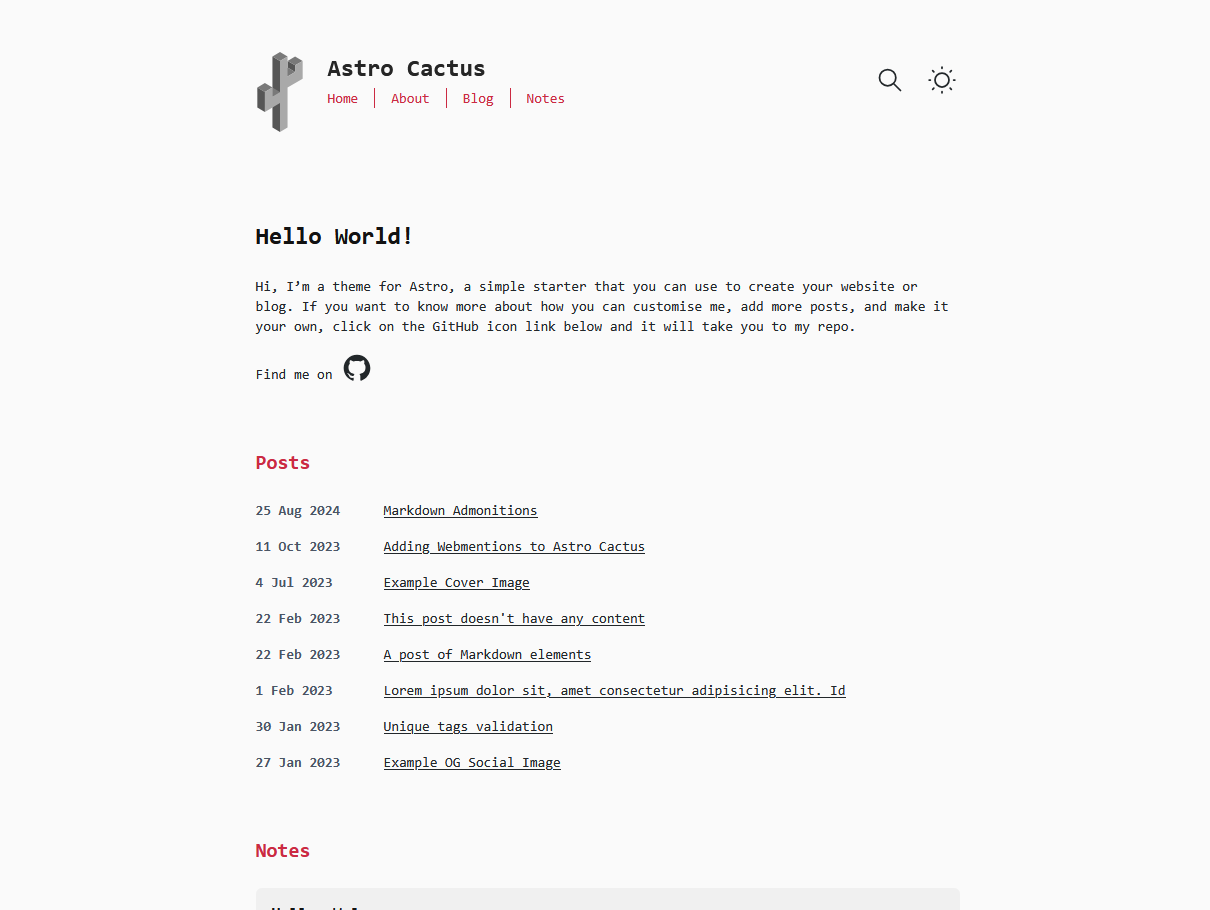 Astro Cactus
Home About Blog Notes
Hello World!
Hi, I’m a theme for Astro, a simple starter that you can use to create your website or
blog. If you want to know more about how you can customise me, add more posts, and make it
your own, click on the GitHub icon link below and it will take you to my repo.
Find me on
Posts
25 Aug 2024 Markdown Admonitions
11 Oct 2023 Adding Webmentions to Astro Cactus
4 Jul 2023 Example Cover Image
22 Feb 2023 This post doesn't have any content
22 Feb 2023 A post of Markdown elements
1 Feb 2023 Lorem ipsum dolor sit, amet consectetur adipisicing elit. Id
30 Jan 2023 Unique tags validation
27 Jan 2023 Example OG Social Image
Notes